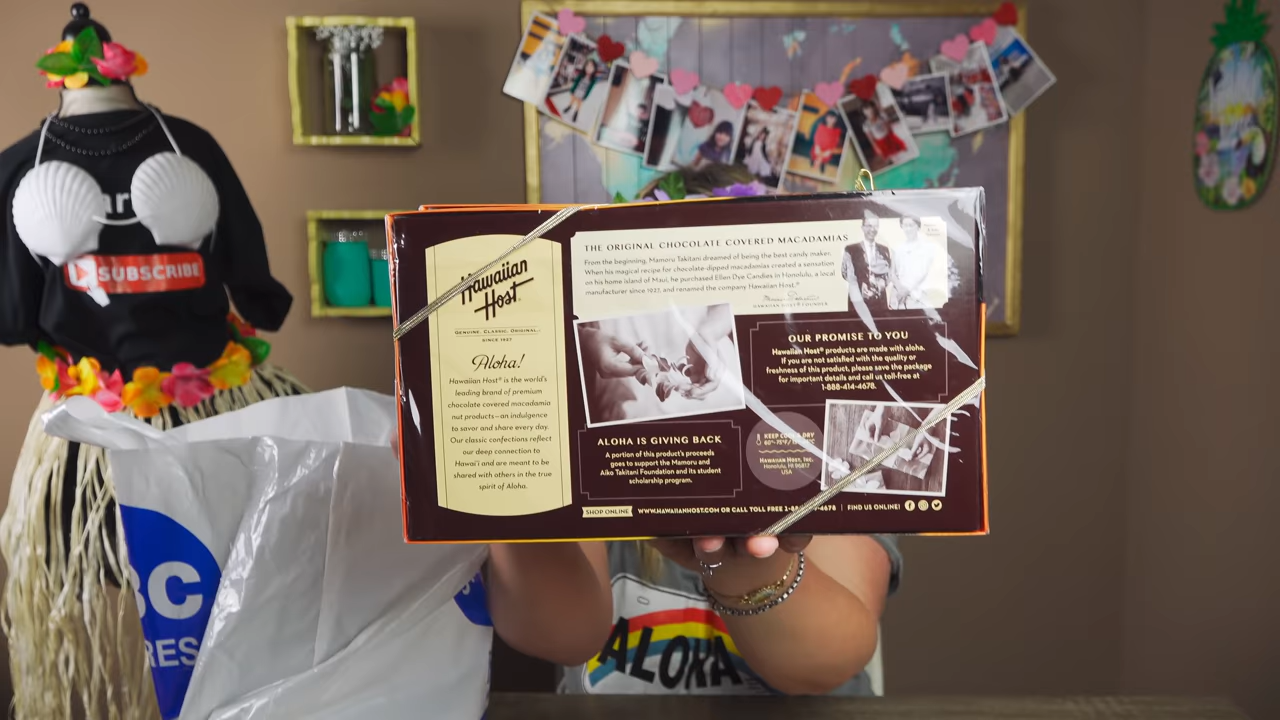 SUBSCRIBE
BC
RES
Hawaiian
Host®
GENUINE. CLASSIC. ORIGINAL.
SINCE 1927
Aloha!
Hawaiian Host® is the world's
leading brand of premium
chocolate covered macadamia
nut products—an indulgence
to savor and share every day.
Our classic confections reflect
our deep connection to
Hawai'i and are meant to be
shared with others in the true
spirit of Aloha.
THE ORIGINAL CHOCOLATE COVERED MACADAMIAS
From the beginning, Mamoru Takitani dreamed of being the best candy maker.
When his magical recipe for chocolate-dipped macadamias created a sensation
on his home island of Maui, he purchased Ellen Dye Candies in Honolulu, a local
manufacturer since 1927, and renamed the company Hawaiian Host.®
HAWAIIAN HOST® FOUNDER
OUR PROMISE TO YOU
Hawaiian Host® products are made with aloha.
If you are not satisfied with the quality or
freshness of this product, please save the package
for important details and call us toll-free at
1-888-414-4678.
ALOHA IS GIVING BACK
A portion of this product's proceeds
goes to support the Mamoru and
Aiko Takitani Foundation and its student
scholarship program.
KEEP COOL & DRY
HAWAIIAN HOST, INC.
Honolulu, HI 96817
USA
SHOP ONLINE WWW.HAWAIIANHOST.COM OR CALL TOLL FREE 4678 | FIND US ONLINE!
ALOHA